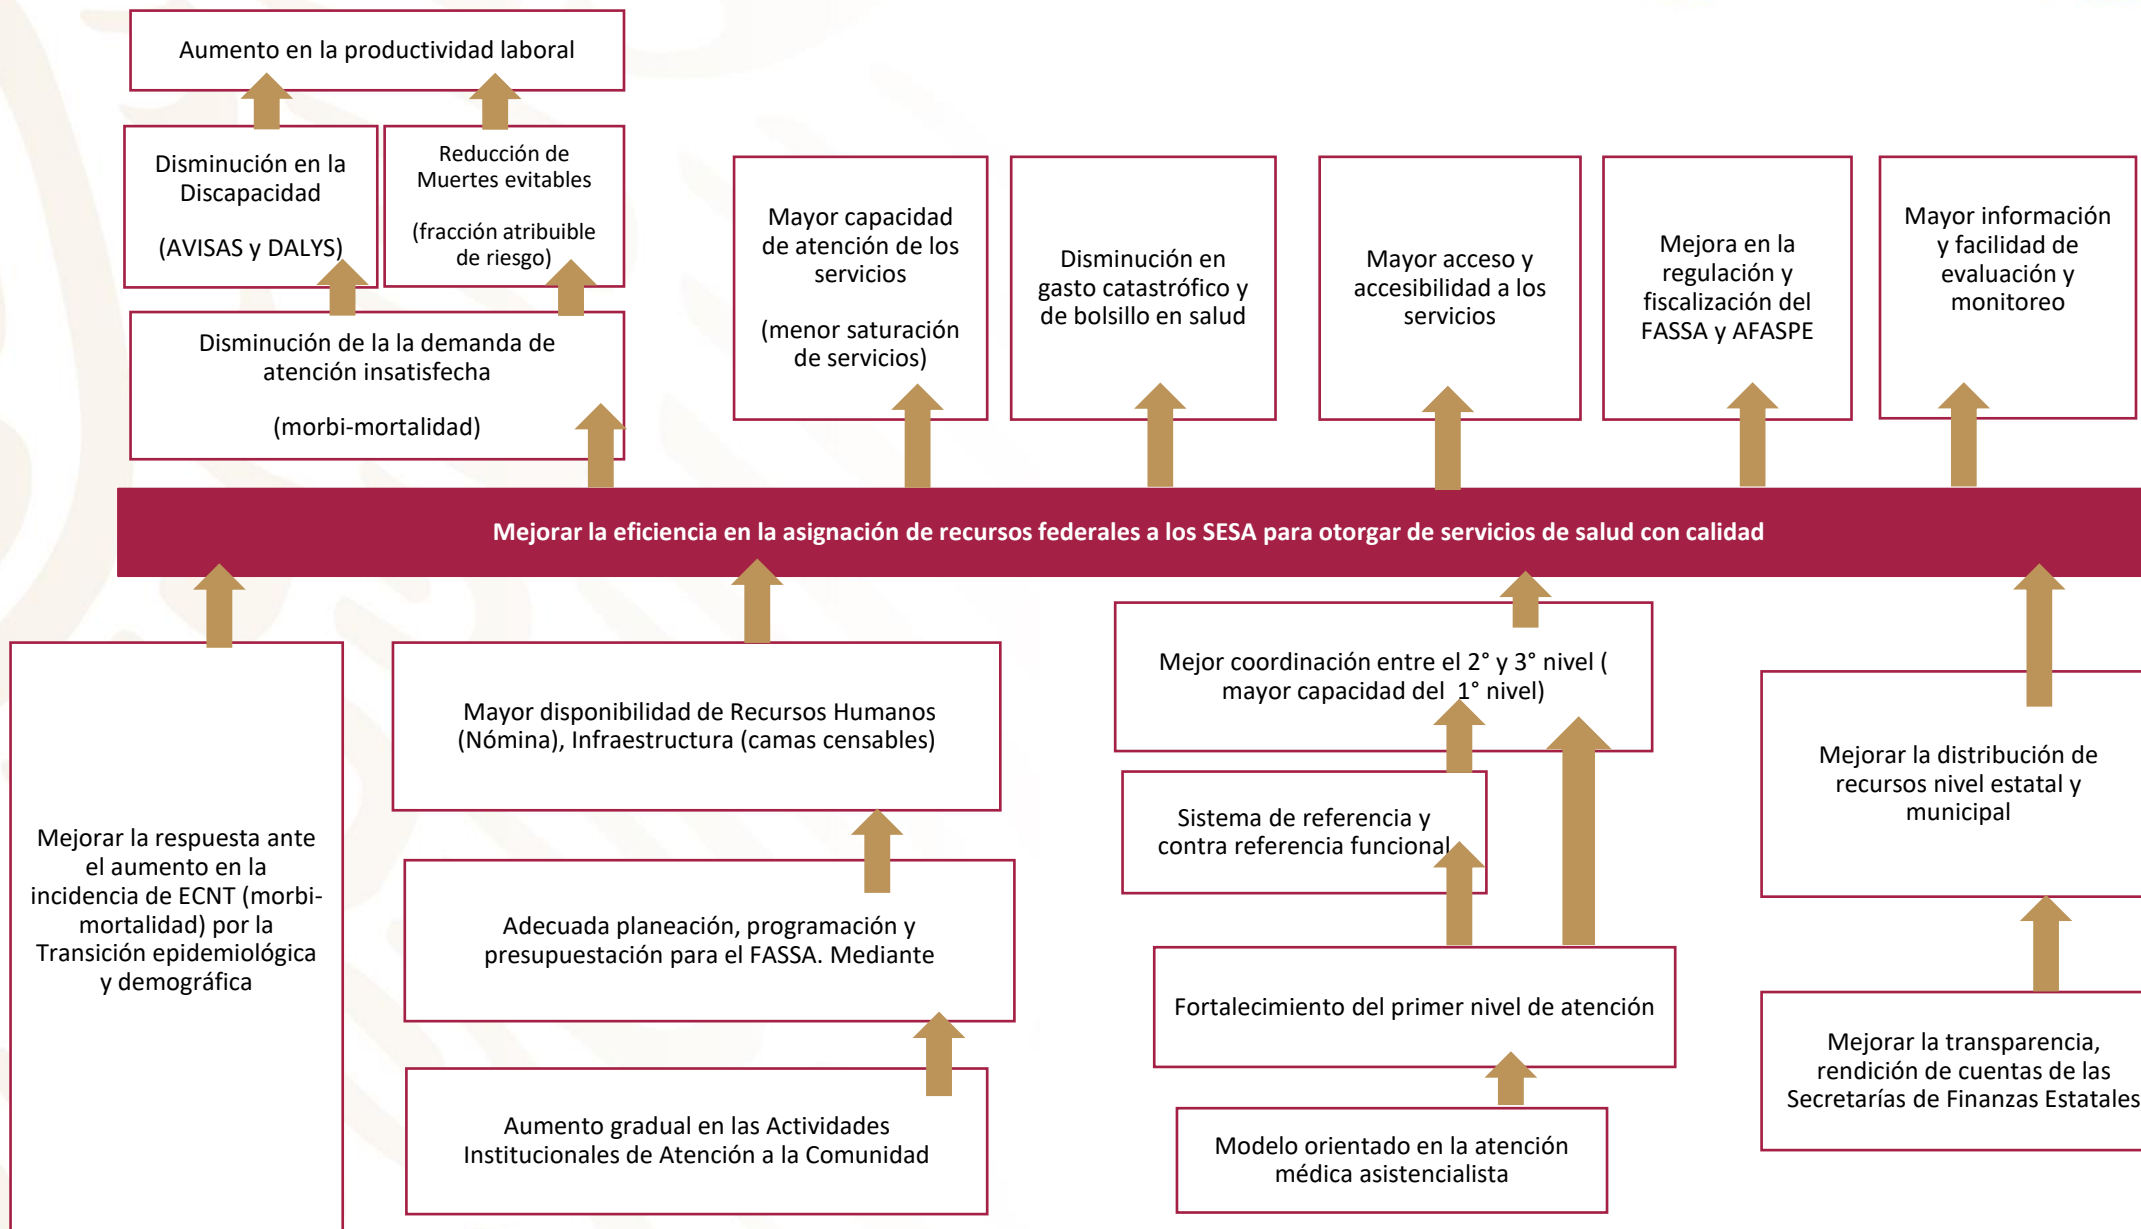 Aumento en la productividad laboral
Disminución en la
Discapacidad
(AVISAS y DALYS)
Reducción de
Muertes evitables
(fracción atribuible
de riesgo)
Disminución de la la demanda de
atención insatisfecha
(morbi-mortalidad)
Mayor capacidad
de atención de los
servicios
(menor saturación
de servicios)
Disminución en
gasto catastrófico y
de bolsillo en salud
Mayor acceso y
accesibilidad a los
servicios
Mejora en la
regulación y
fiscalización del
FASSA y AFASPE
Mayor información
y facilidad de
evaluación y
monitoreo
Mejorar la eficiencia en la asignación de recursos federales a los SESA para otorgar de servicios de salud con calidad
Mejorar la respuesta ante
el aumento en la
incidencia de ECNT (morbi-
mortalidad) por la
Transición epidemiológica
y demográfica
Mayor disponibilidad de Recursos Humanos
(Nómina), Infraestructura (camas censables)
Adecuada planeación, programación y
presupuestación para el FASSA. Mediante
Aumento gradual en las Actividades
Institucionales de Atención a la Comunidad
Mejor coordinación entre el 2° y 3° nivel (
mayor capacidad del 1° nivel)
Sistema de referencia y
contra referencia funcional
Fortalecimiento del primer nivel de atención
Modelo orientado en la atención
médica asistencialista
Mejorar la distribución de
recursos nivel estatal y
municipal
Mejorar la transparencia,
rendición de cuentas de las
Secretarías de Finanzas Estatales